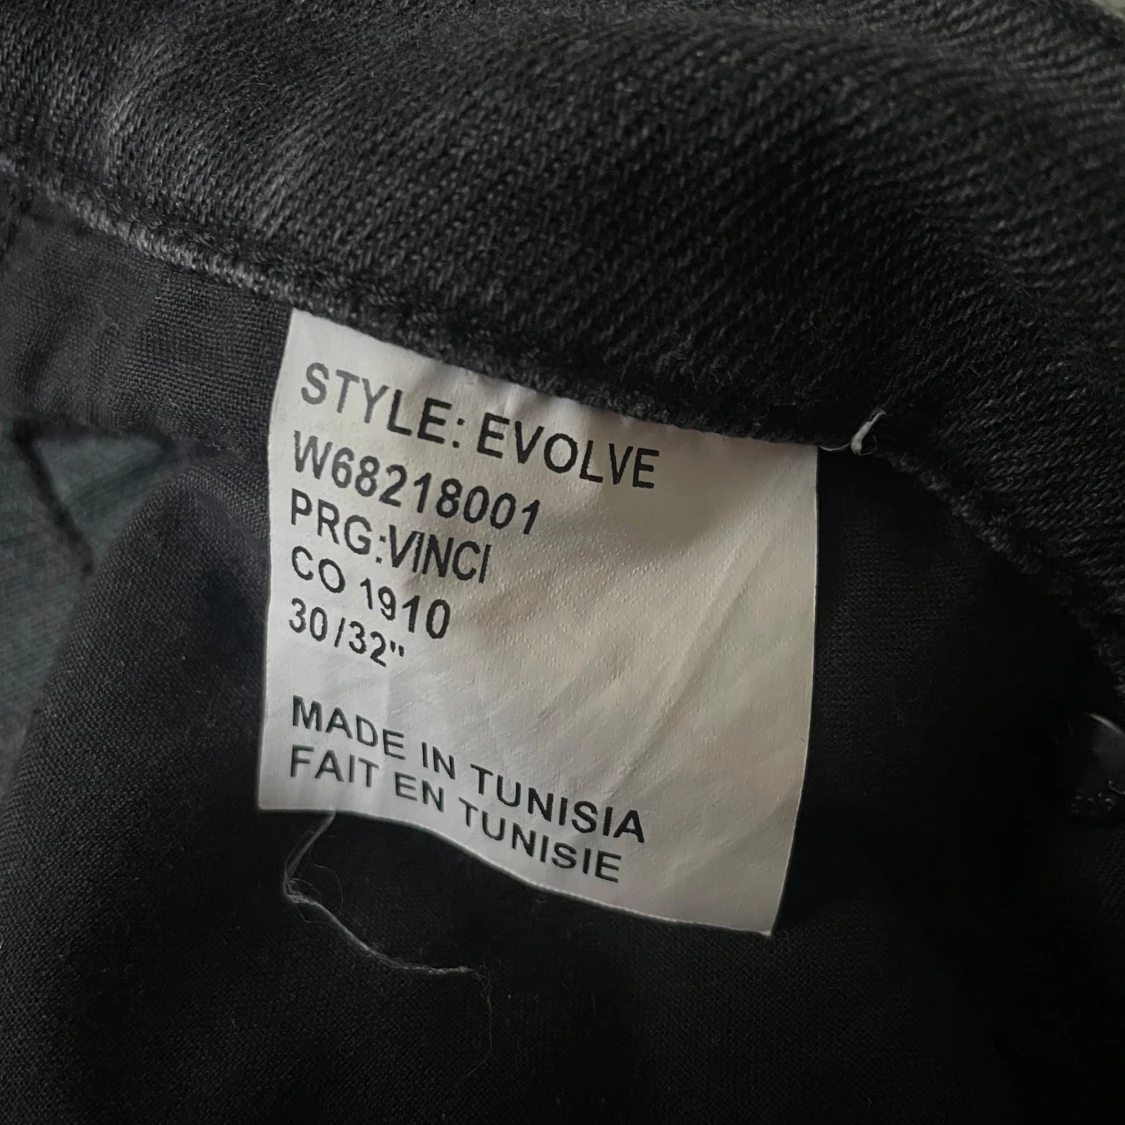 STYLE: EVOLVE
W68218001
PRG:VINCI
CO 1910
30/32"
MADE IN TUNISIA
FAIT EN TUNISIE